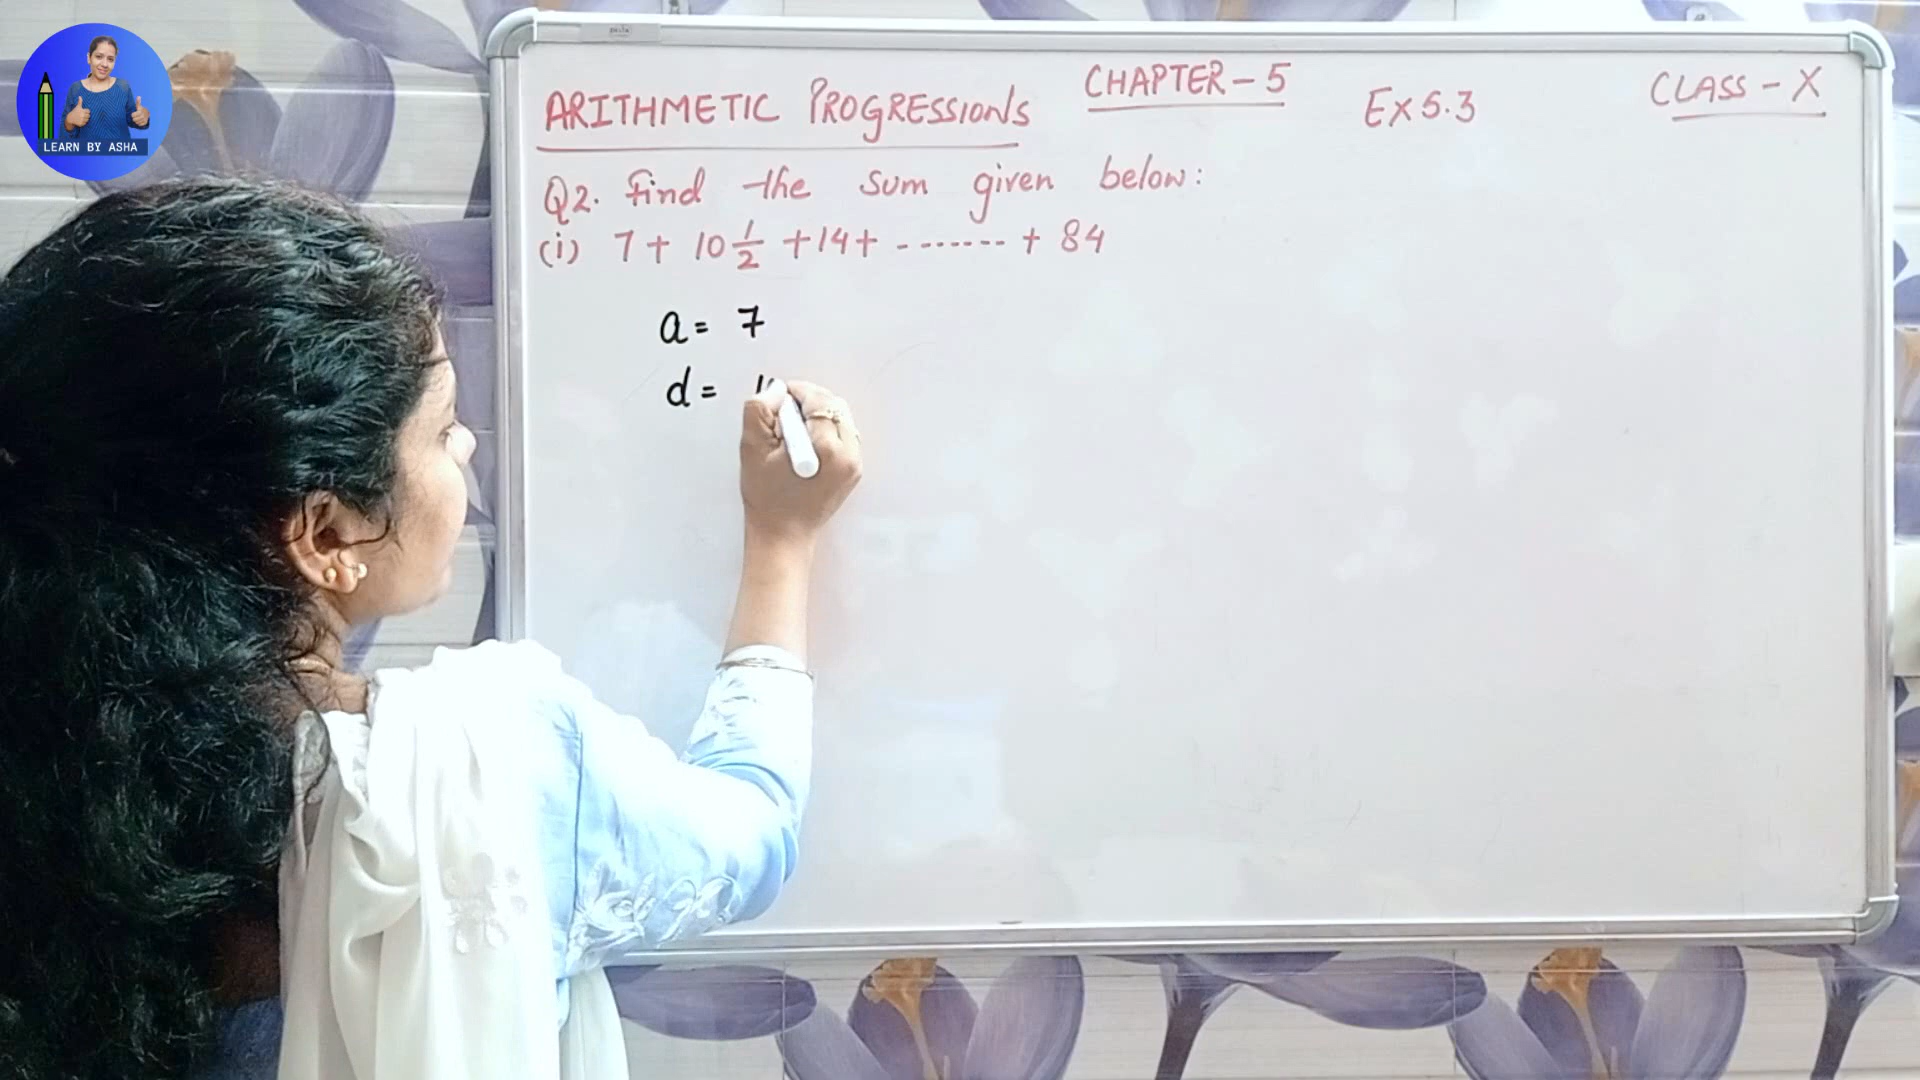 LEARN BY ASHA
ARITHMETIC PROGRESSIONS CHAPTER - 5 Ex 5.3 CLASS - X
Q2. Find the sum given below:
(i) 7 + 10 1/2 + 14 + - - - - - - - + 84
a = 7
d =